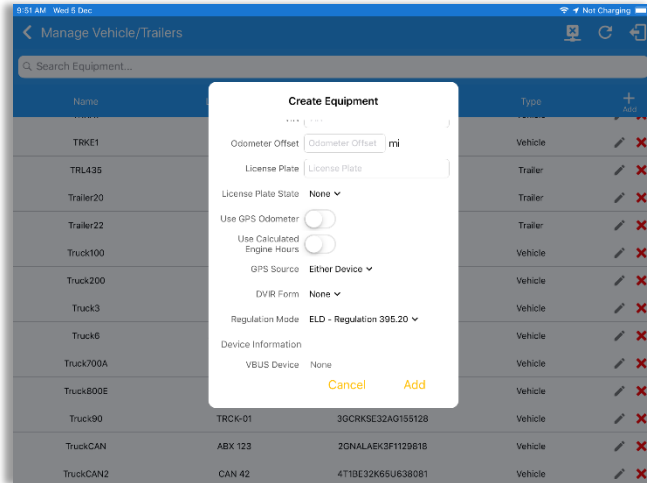 9:51 AM Wed 5 Dec Not Charging
Manage Vehicle/Trailers
Search Equipment...
Name Type Add
Create Equipment
Odometer Offset Odometer Offset mi
TRKE1 Vehicle
License Plate License Plate
TRL435 Trailer
License Plate State None
Trailer20 Trailer
Use GPS Odometer
Trailer22 Trailer
Use Calculated
Engine Hours
Truck100 Vehicle
GPS Source Either Device
Truck200 Vehicle
DVIR Form None
Truck3 Vehicle
Regulation Mode ELD - Regulation 395.20
Truck6 Vehicle
Device Information
Truck700A Vehicle
VBUS Device None
Cancel Add
Truck800E Vehicle
Truck90 TRCK-01 3GCRKSE32AG155128 Vehicle
TruckCAN ABX 123 2GNALAEK3F1129818 Vehicle
TruckCAN2 CAN 42 4T1BE32K65U638081 Vehicle